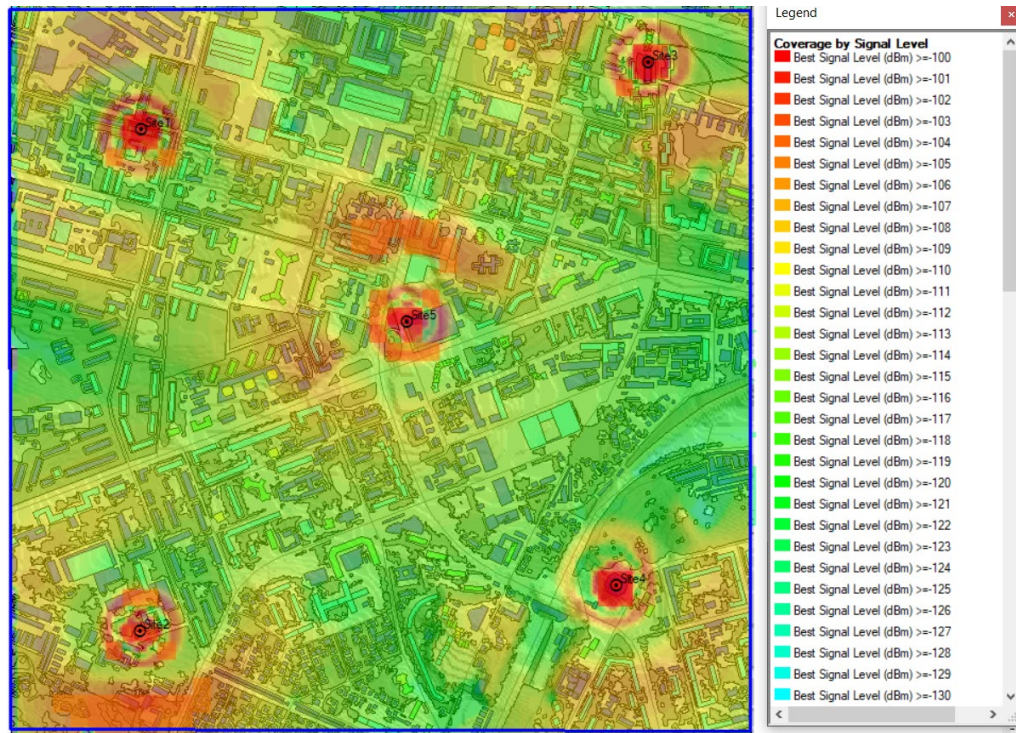 Legend
Coverage by Signal Level
Best Signal Level (dBm) >=-100
Best Signal Level (dBm) >=-101
Best Signal Level (dBm) >=-102
Best Signal Level (dBm) >=-103
Best Signal Level (dBm) >=-104
Best Signal Level (dBm) >=-105
Best Signal Level (dBm) >=-106
Best Signal Level (dBm) >=-107
Best Signal Level (dBm) >=-108
Best Signal Level (dBm) >=-109
Best Signal Level (dBm) >=-110
Best Signal Level (dBm) >=-111
Best Signal Level (dBm) >=-112
Best Signal Level (dBm) >=-113
Best Signal Level (dBm) >=-114
Best Signal Level (dBm) >=-115
Best Signal Level (dBm) >=-116
Best Signal Level (dBm) >=-117
Best Signal Level (dBm) >=-118
Best Signal Level (dBm) >=-119
Best Signal Level (dBm) >=-120
Best Signal Level (dBm) >=-121
Best Signal Level (dBm) >=-122
Best Signal Level (dBm) >=-123
Best Signal Level (dBm) >=-124
Best Signal Level (dBm) >=-125
Best Signal Level (dBm) >=-126
Best Signal Level (dBm) >=-127
Best Signal Level (dBm) >=-128
Best Signal Level (dBm) >=-129
Best Signal Level (dBm) >=-130
Site3
Site1
Site5
Site4
Site2